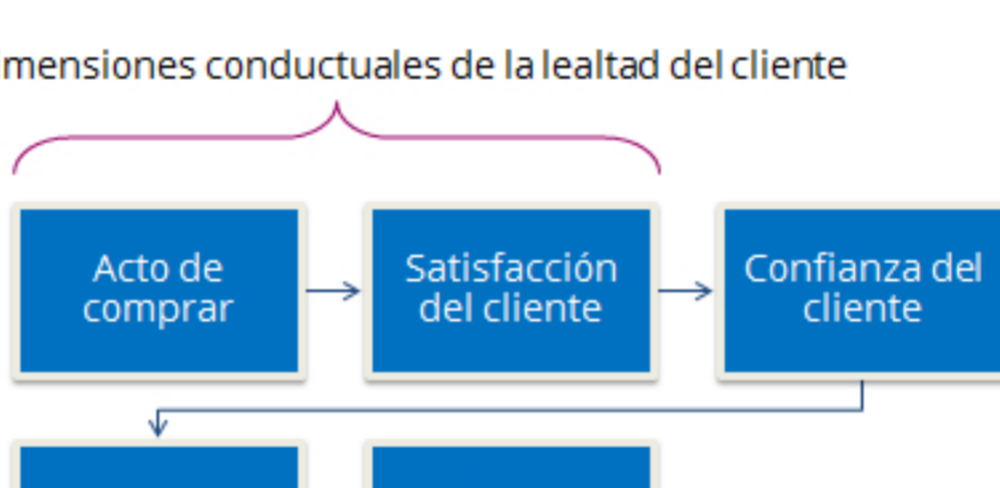 mensiones conductuales de la lealtad del cliente
Acto de
comprar
Satisfacción
del cliente
Confianza del
cliente